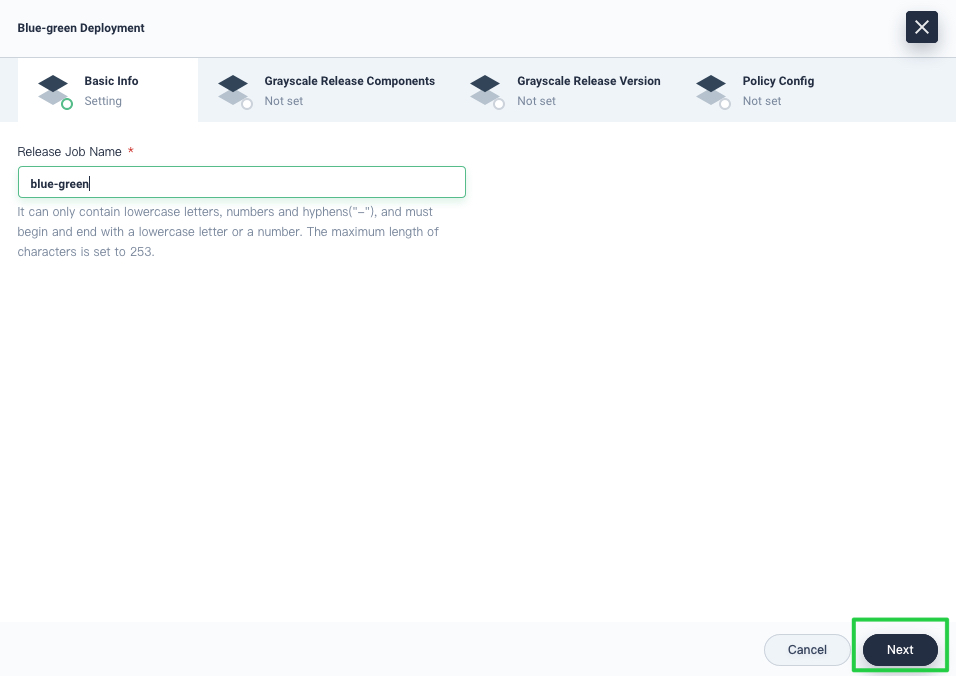 Blue-green Deployment
Basic Info
Setting
Grayscale Release Components
Not set
Grayscale Release Version
Not set
Policy Config
Not set
Release Job Name *
blue-green
It can only contain lowercase letters, numbers and hyphens("-"), and must
begin and end with a lowercase letter or a number. The maximum length of
characters is set to 253.
Cancel
Next